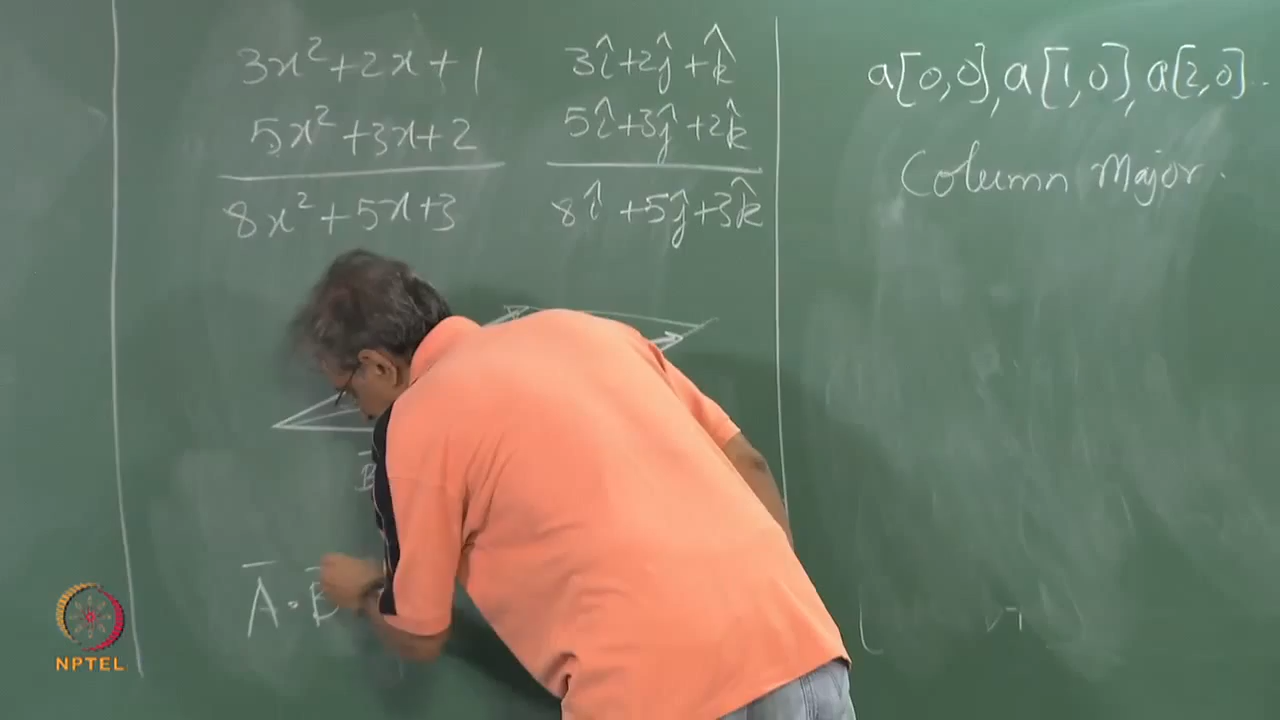 3x² + 2x + 1
5x² + 3x + 2
8x² + 5x + 3
3î + 2ĵ + k̂
5î + 3ĵ + 2k̂
8î + 5ĵ + 3k̂
B
A̅ · B̅
a[0,0], a[1,0], a[2,0] ..
Column Major.
NPTEL